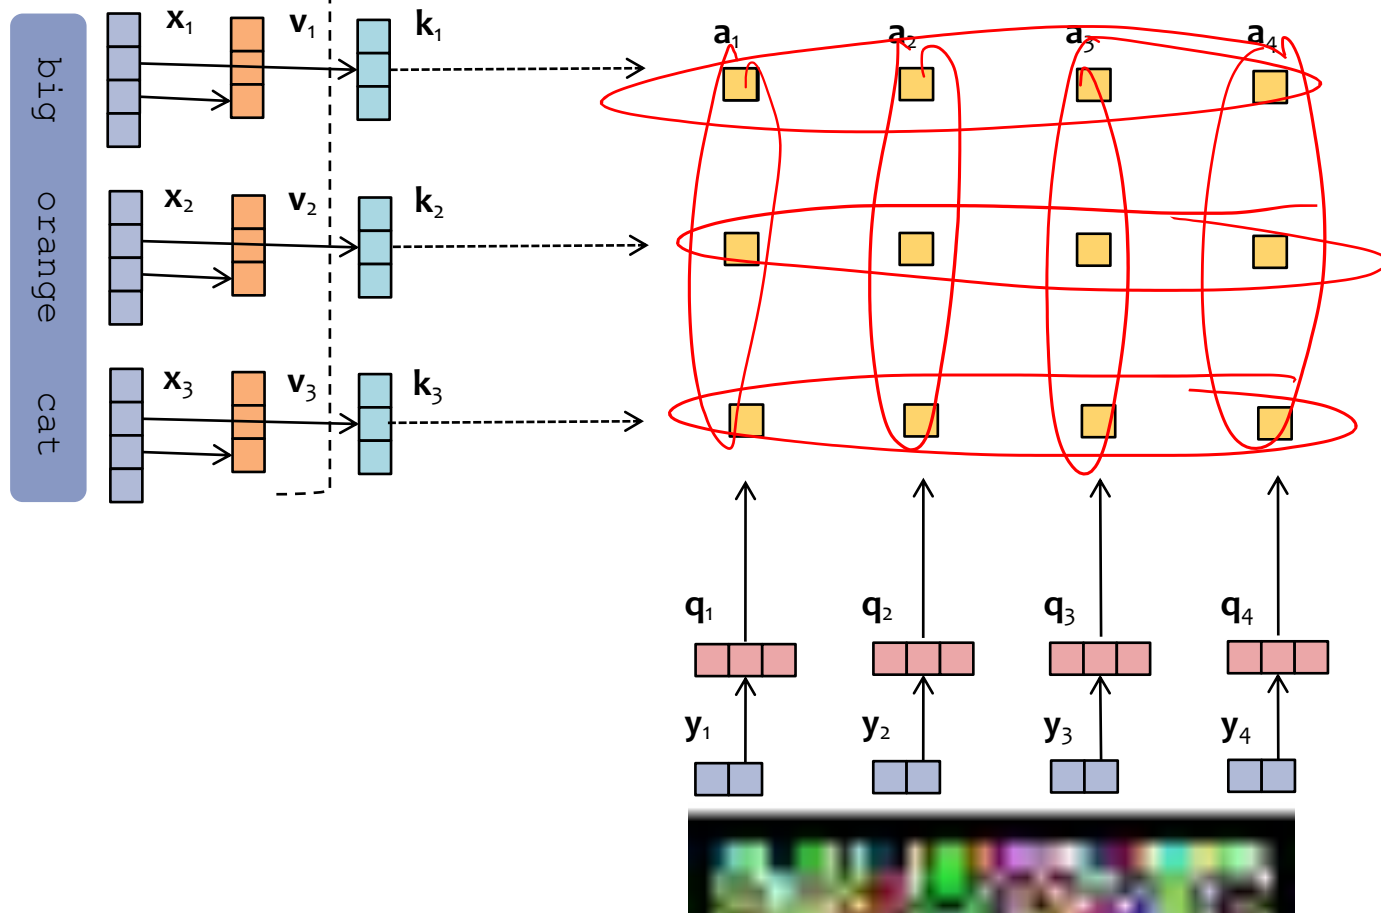 big
orange
cat
x₁ v₁ k₁ a₁ a₂ a₃ a₄
x₂ v₂ k₂
x₃ v₃ k₃
q₁ q₂ q₃ q₄
y₁ y₂ y₃ y₄